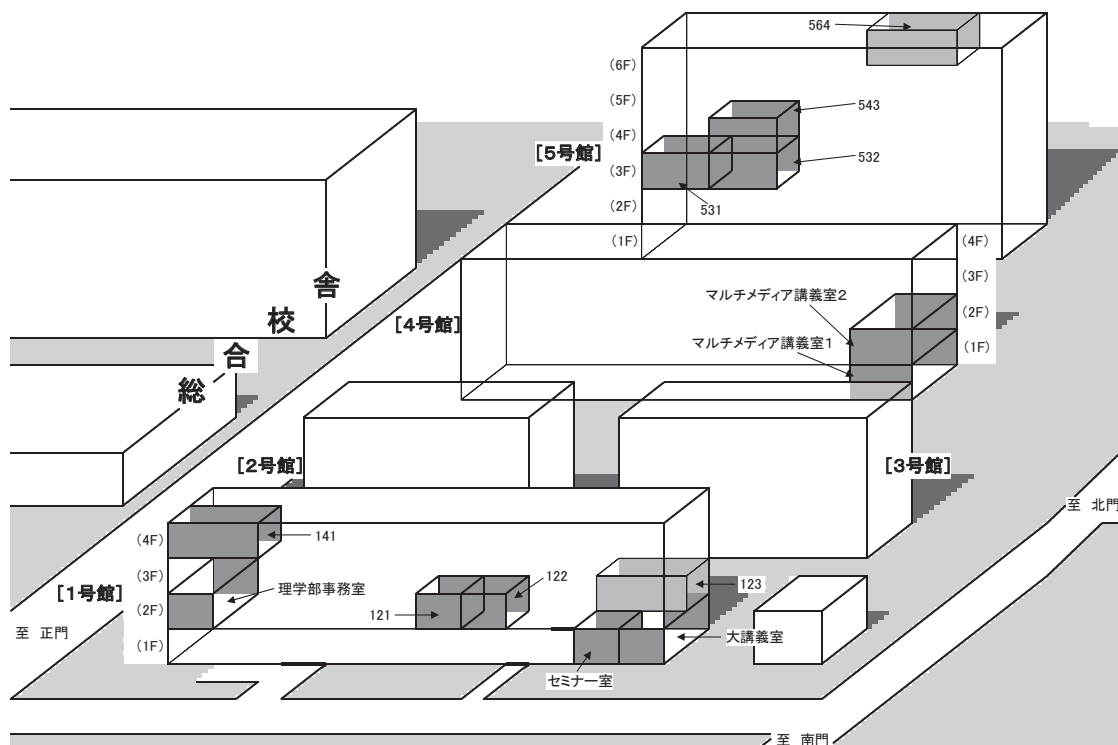 564
(6F)
(5F)
543
(4F)
[5号館]
532
(3F)
531
(2F)
(1F)
(4F)
(3F)
舎
マルチメディア講義室2
校
[4号館]
(2F)
マルチメディア講義室1
(1F)
合
総
[2号館]
[3号館]
至 北門
(4F)
141
(3F)
[1号館]
理学部事務室
122
123
(2F)
121
至 正門
(1F)
大講義室
セミナー室
至 南門